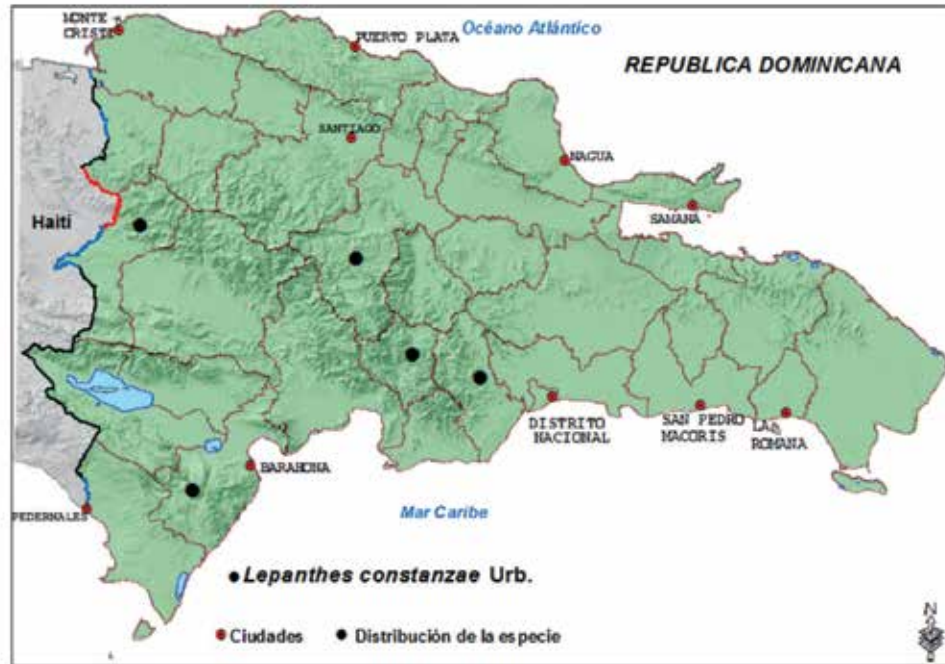 MONTE
CRISTI
PUERTO PLATA
Océano Atlántico
REPUBLICA DOMINICANA
SANTIAGO
NAGUA
SAMANA
Haití
DISTRITO
NACIONAL
SAN PEDRO
MACORIS
LA
ROMANA
BARAHONA
PEDERNALES
Mar Caribe
Lepanthes constanzae Urb.
Ciudades
Distribución de la especie
N